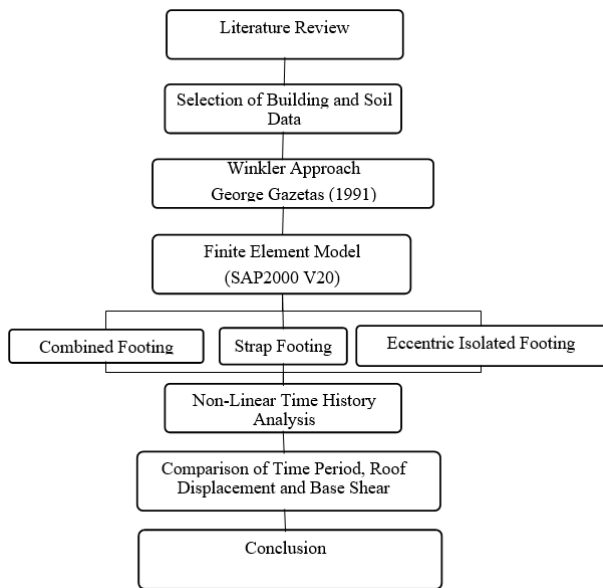 Literature Review
Selection of Building and Soil
Data
Winkler Approach
George Gazetas (1991)
Finite Element Model
(SAP2000 V20)
Combined Footing
Strap Footing
Eccentric Isolated Footing
Non-Linear Time History
Analysis
Comparison of Time Period, Roof
Displacement and Base Shear
Conclusion